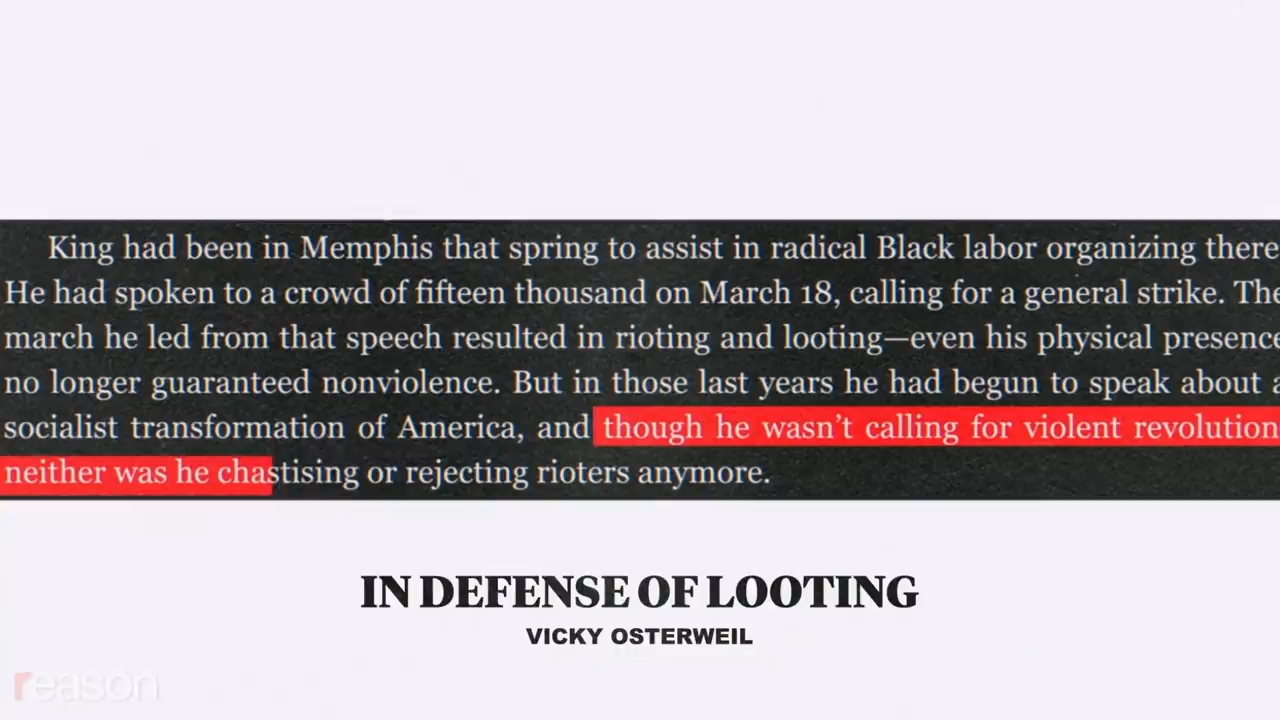 King had been in Memphis that spring to assist in radical Black labor organizing there
He had spoken to a crowd of fifteen thousand on March 18, calling for a general strike. The
march he led from that speech resulted in rioting and looting—even his physical presence
no longer guaranteed nonviolence. But in those last years he had begun to speak about a
socialist transformation of America, and though he wasn't calling for violent revolution
neither was he chastising or rejecting rioters anymore.
IN DEFENSE OF LOOTING
VICKY OSTERWEIL
reason